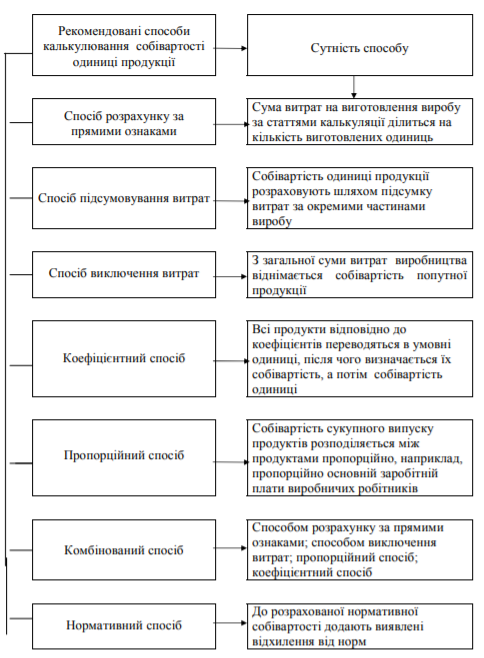 Рекомендовані способи
калькулювання собівартості
одиниці продукції
Сутність способу
Спосіб розрахунку за
прямими ознаками
Сума витрат на виготовлення виробу
за статтями калькуляції ділиться на
кількість виготовлених одиниць
Спосіб підсумовування витрат
Собівартість одиниці продукції
розраховують шляхом підсумку
витрат за окремими частинами
виробу
Спосіб виключення витрат
З загальної суми витрат виробництва
віднімається собівартість попутної
продукції
Коефіцієнтний спосіб
Всі продукти відповідно до
коефіцієнтів переводяться в умовні
одиниці, після чого визначається їх
собівартість, а потім собівартість
одиниці
Пропорційний спосіб
Собівартість сукупного випуску
продуктів розподіляється між
продуктами пропорційно, наприклад,
пропорційно основній заробітній
плати виробничих робітників
Комбінований спосіб
Способом розрахунку за прямими
ознаками; способом виключення
витрат; пропорційний спосіб;
коефіцієнтний спосіб
Нормативний спосіб
До розрахованої нормативної
собівартості додають виявлені
відхилення від норм